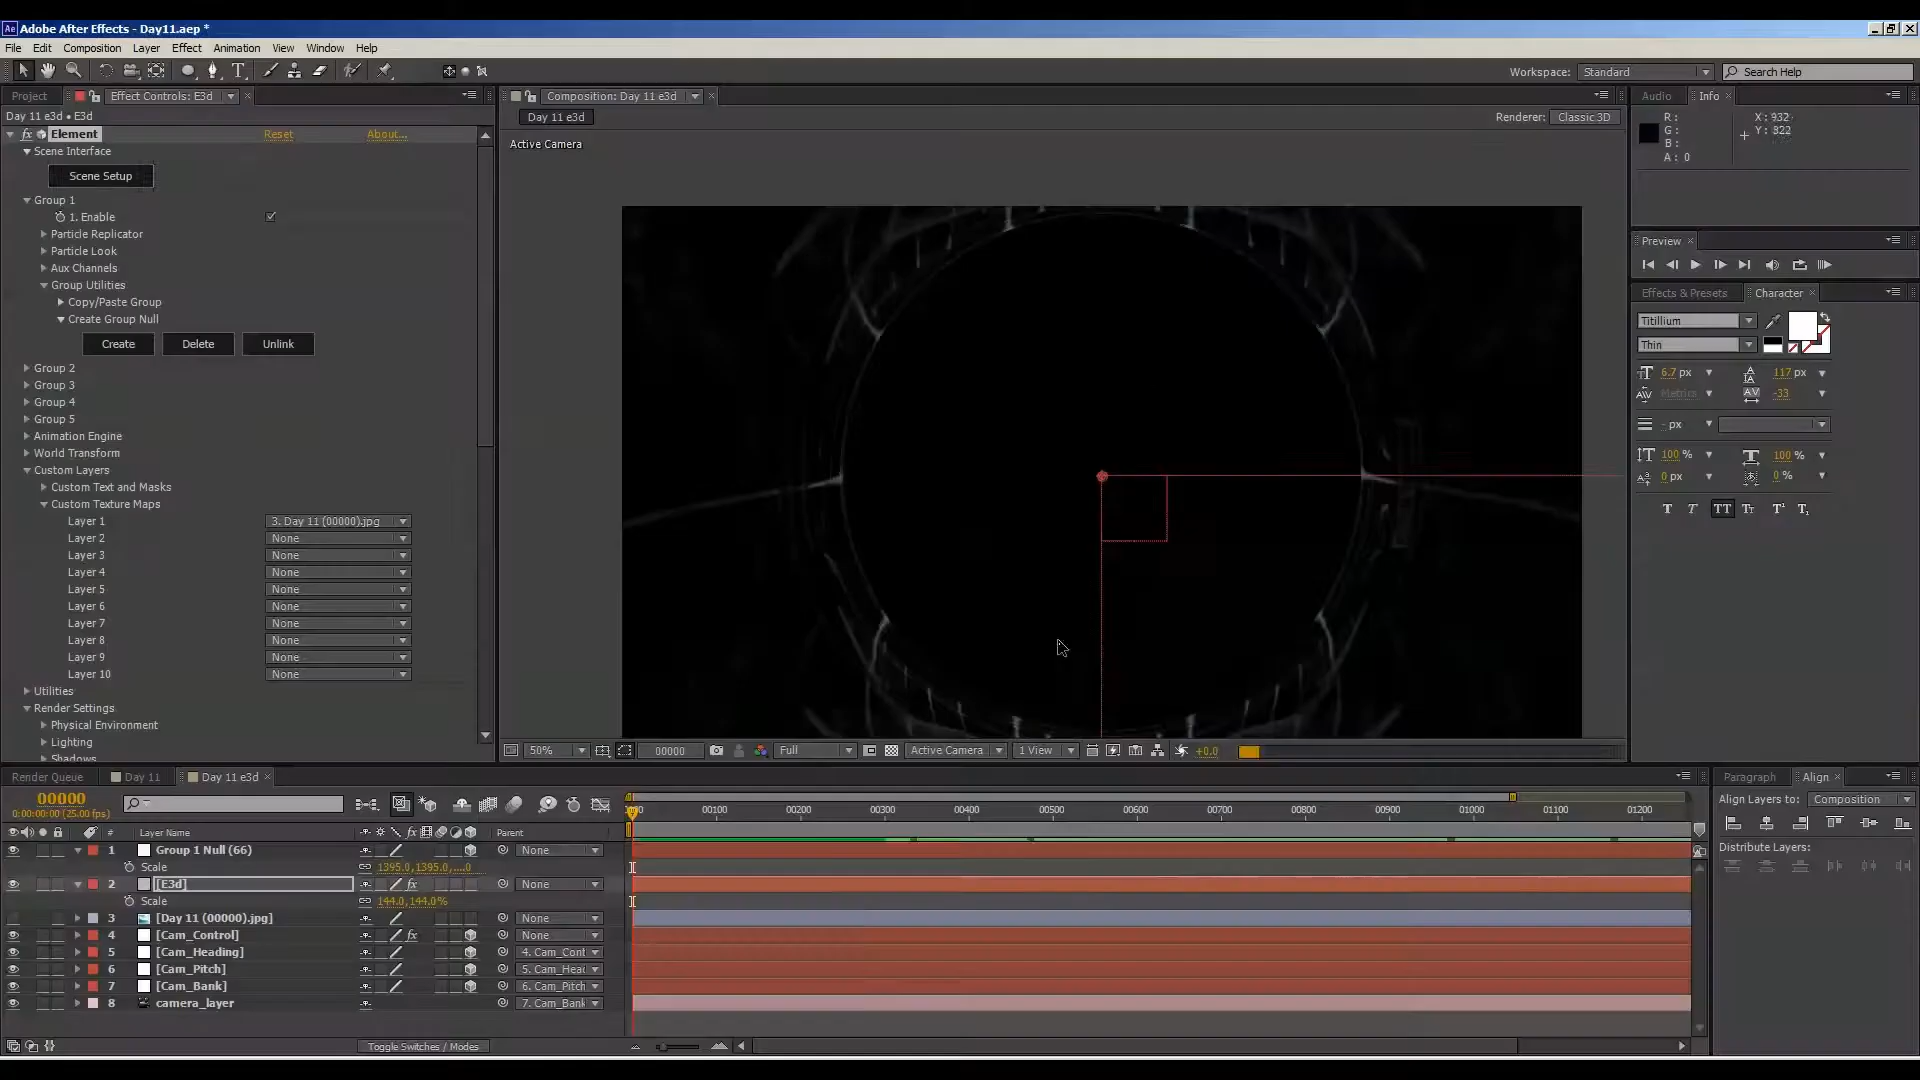 Ae Adobe After Effects - Day11.aep *
File Edit Composition Layer Effect Animation View Window Help
Workspace: Standard Search Help
Project Effect Controls: E3d
Day 11 e3d • E3d
fx Element Reset About...
Scene Interface
Scene Setup
Group 1
1. Enable
Particle Replicator
Particle Look
Aux Channels
Group Utilities
Copy/Paste Group
Create Group Null
Create Delete Unlink
Group 2
Group 3
Group 4
Group 5
Animation Engine
World Transform
Custom Layers
Custom Text and Masks
Custom Texture Maps
Layer 1 3. Day 11 (00000).jpg
Layer 2 None
Layer 3 None
Layer 4 None
Layer 5 None
Layer 6 None
Layer 7 None
Layer 8 None
Layer 9 None
Layer 10 None
Utilities
Render Settings
Physical Environment
Lighting
Shadows
Composition: Day 11 e3d
Day 11 e3d
Renderer: Classic 3D
Active Camera
50% 00000 Full Active Camera 1 View +0.0
Audio Info
R :
G :
B :
A : 0
X : 932
Y : 822
Preview
Effects & Presets Character
Titillium
Thin
6.7 px 117 px
Metrics -33
- px
100 % 100 %
0 px 0 %
T T TT Tt T¹ T₁
Render Queue Day 11 Day 11 e3d
00000
0:00:00:00 (25.00 fps)
00100 00200 00300 00400 00500 00600 00700 00800 00900 01000 01100 01200
# Layer Name fx Parent
1 Group 1 Null (66) None
Scale 1395.0,1395.0,....0
2 [E3d] fx None
Scale 144.0,144.0%
3 [Day 11 (00000).jpg] None
4 [Cam_Control] fx None
5 [Cam_Heading] 4. Cam_Cont
6 [Cam_Pitch] 5. Cam_Head
7 [Cam_Bank] 6. Cam_Pitch
8 camera_layer 7. Cam_Bank
Toggle Switches / Modes
Paragraph Align
Align Layers to: Composition
Distribute Layers: